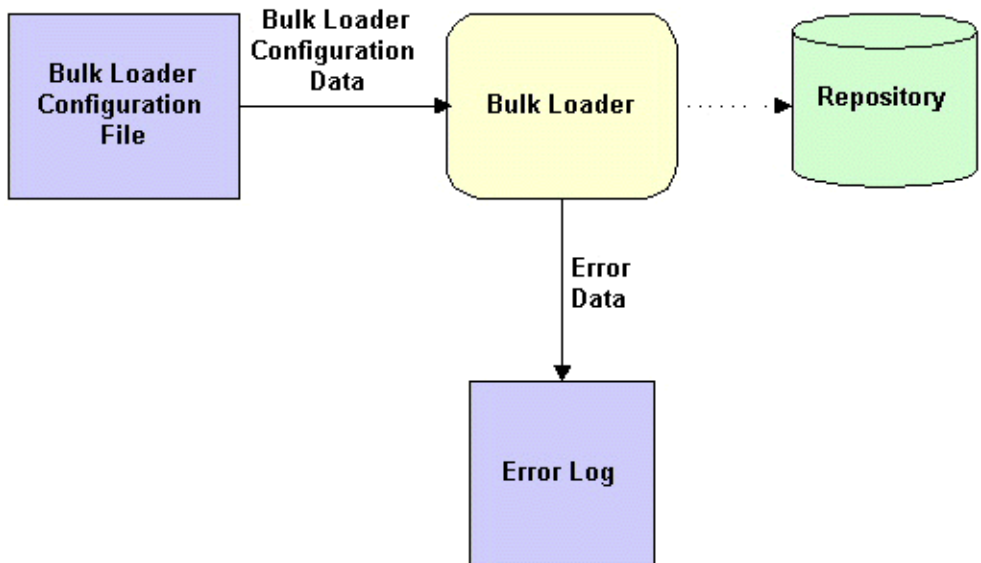 Bulk Loader
Configuration
File
Bulk Loader
Configuration
Data
Bulk Loader
Repository
Error
Data
Error Log